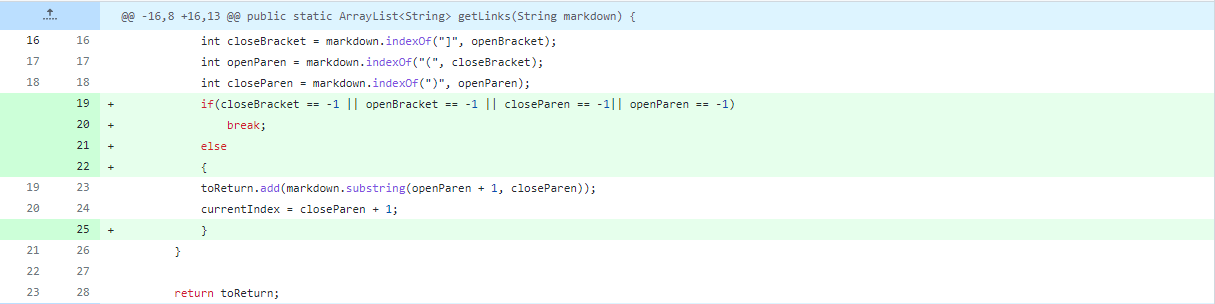 @@ -16,8 +16,13 @@ public static ArrayList<String> getLinks(String markdown) {
16 16 int closeBracket = markdown.indexOf("]", openBracket);
17 17 int openParen = markdown.indexOf("(", closeBracket);
18 18 int closeParen = markdown.indexOf(")", openParen);
19 + if(closeBracket == -1 || openBracket == -1 || closeParen == -1|| openParen == -1)
20 + break;
21 + else
22 + {
19 23 toReturn.add(markdown.substring(openParen + 1, closeParen));
20 24 currentIndex = closeParen + 1;
25 + }
21 26 }
22 27
23 28 return toReturn;